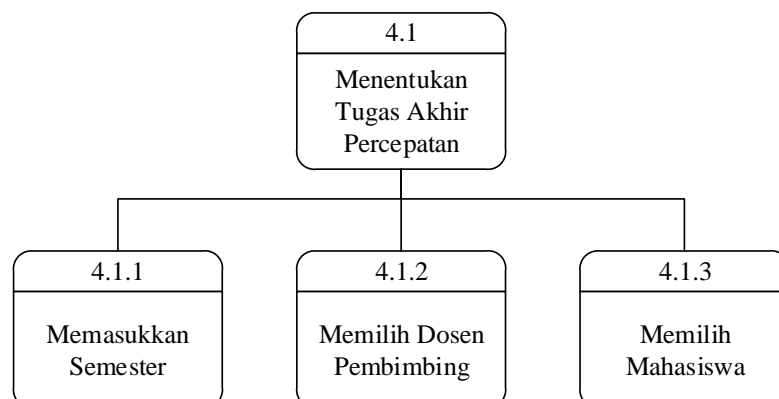 4.1
Menentukan
Tugas Akhir
Percepatan
4.1.1
Memasukkan
Semester
4.1.2
Memilih Dosen
Pembimbing
4.1.3
Memilih
Mahasiswa